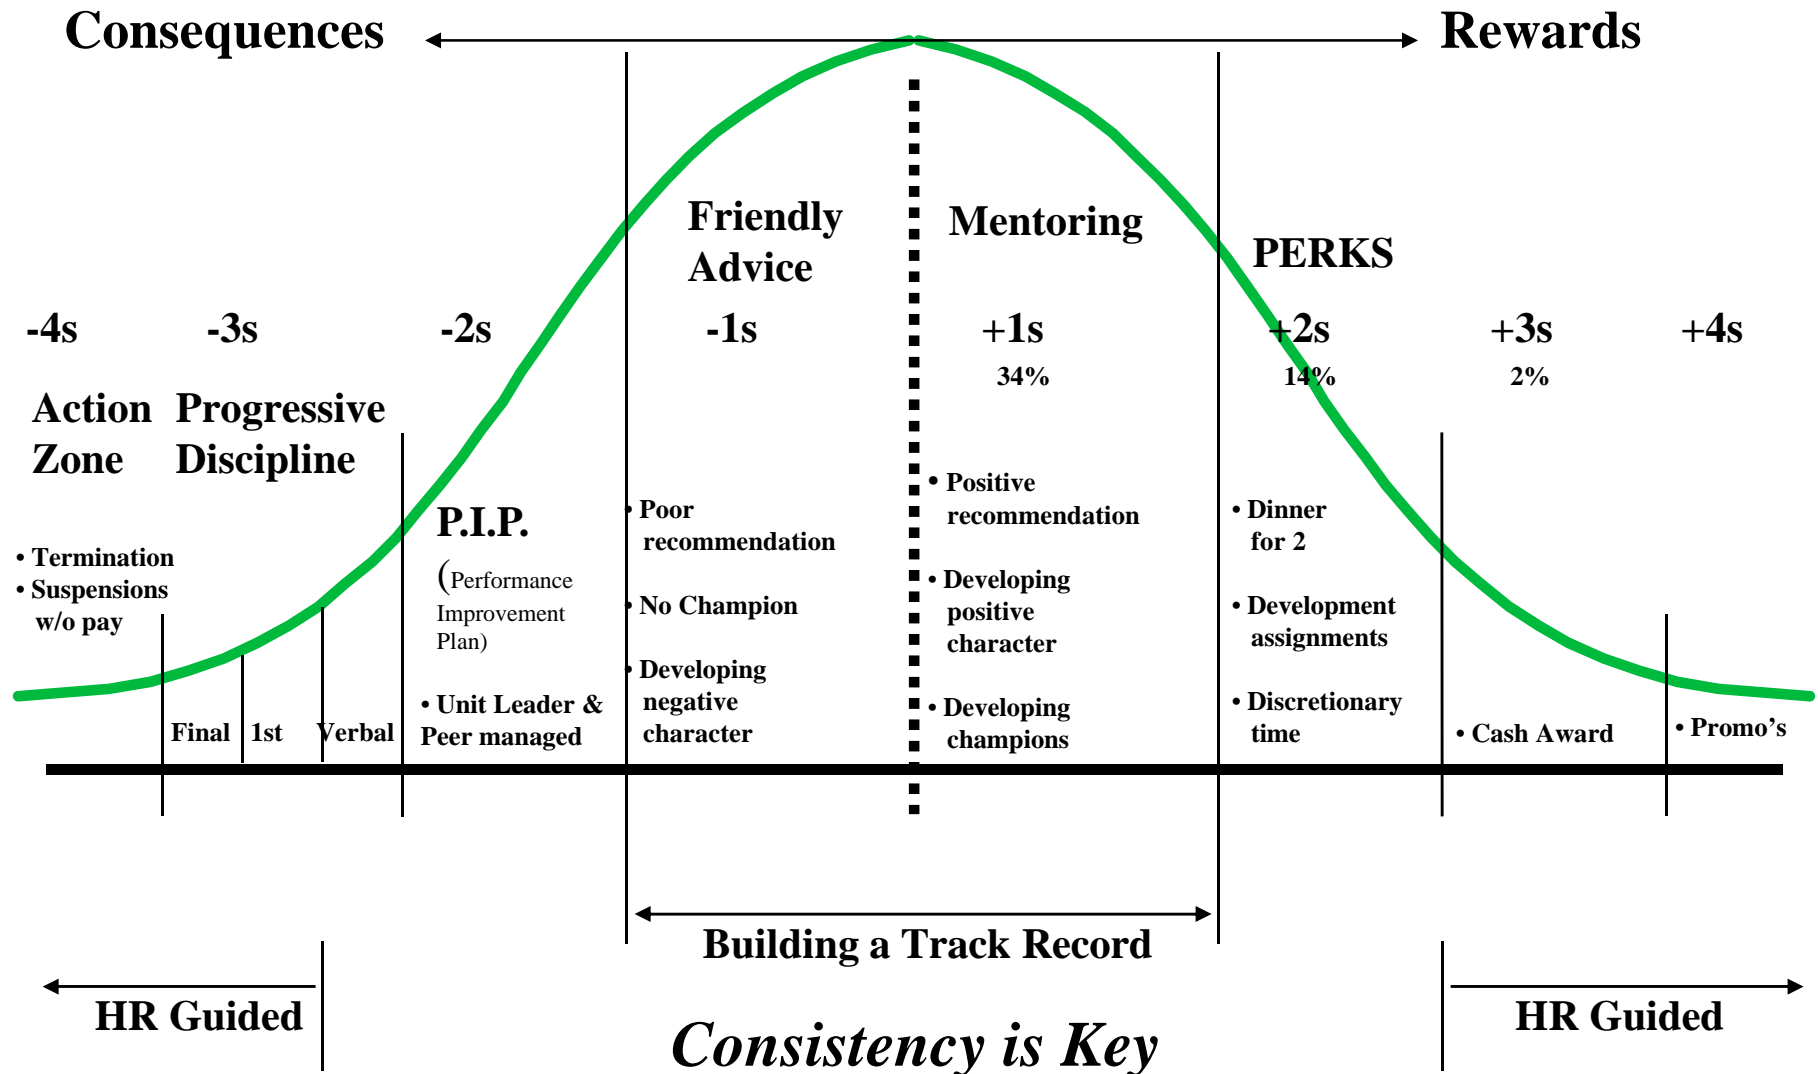 Consequences
Rewards
Friendly
Advice
Mentoring
PERKS
-4s
-3s
-2s
-1s
+1s
+2s
+3s
+4s
34%
14%
2%
Action
Zone
Progressive
Discipline
• Termination
• Suspensions
w/o pay
Final
1st
Verbal
P.I.P.
(Performance
Improvement
Plan)
• Unit Leader &
Peer managed
• Poor
recommendation
• No Champion
• Developing
negative
character
• Positive
recommendation
• Developing
positive
character
• Developing
champions
• Dinner
for 2
• Development
assignments
• Discretionary
time
• Cash Award
• Promo's
Building a Track Record
HR Guided
HR Guided
Consistency is Key